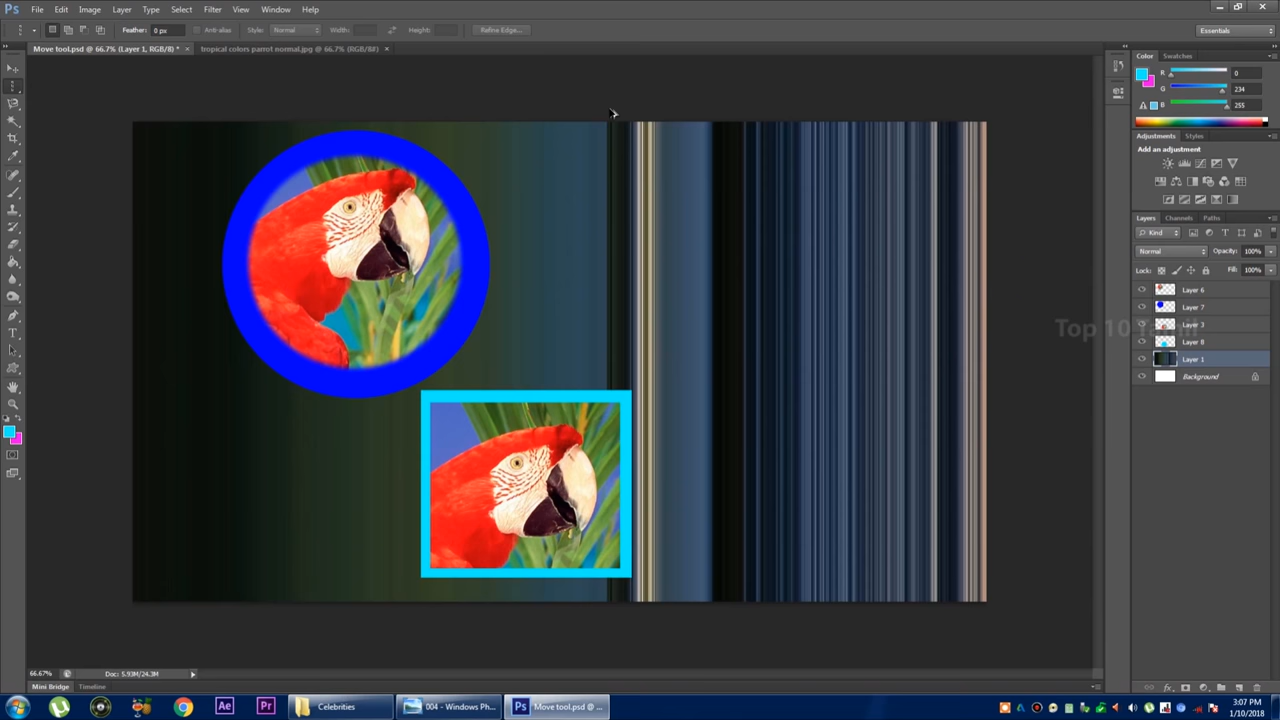 Ps File Edit Image Layer Type Select Filter View Window Help
Feather: 0 px Anti-alias Style: Normal Width: Height: Refine Edge... Essentials
Move tool.psd @ 66.7% (Layer 1, RGB/8) * × tropical colors parrot normal.jpg @ 66.7% (RGB/8#) ×
Color Swatches
R 0
G 234
B 255
Adjustments Styles
Add an adjustment
Layers Channels Paths
Kind
Normal Opacity: 100%
Lock: Fill: 100%
Layer 6
Layer 7
Layer 3
Layer 8
Layer 1
Background
66.67% Doc: 5.93M/24.3M
Mini Bridge Timeline
Ae Pr Celebrities 004 - Windows Ph... Ps Move tool.psd @ ...
3:07 PM
1/10/2018